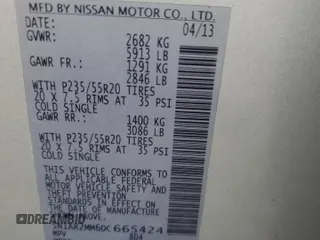 MFD BY NISSAN MOTOR CO., LTD.
DATE: 04/13
GVWR: 2682 KG
5913 LB
GAWR FR.: 1291 KG
2846 LB
WITH P235/55R20 TIRES
20 X 7.5 RIMS AT 35 PSI
COLD SINGLE
GAWR RR.: 1400 KG
3086 LB
WITH P235/55R20 TIRES
20 X 7.5 RIMS AT 35 PSI
COLD SINGLE
THIS VEHICLE CONFORMS TO ALL
APPLICABLE FEDERAL
MOTOR VEHICLE SAFETY AND
THEFT PREVENTION
STANDARDS IN EFFECT
ON THE DATE OF
ABOVE.
5N1AR2MM6DC665424
MPV 60A
DREAMBID